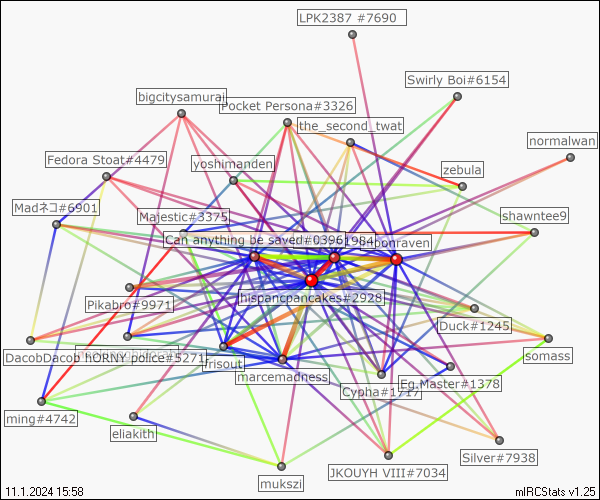 LPK2387 #7690
Swirly Boi#6154
bigcitysamurai
Pocket Persona#3326
the_second_twat
normalwan
Fedora Stoat#4479
yoshimanden
zebula
Madネコ#6901
Majestic#3375
shawntee9
Can anything be saved#0396
1984
bonraven
hispancpancakes#2928
Pikabro#9971
Duck#1245
DacobDacob
hORNY police#5271
frisout
somass
marcemadness
Cypha#1717
Eg.Master#1378
ming#4742
eliakith
JKOUYH VIII#7034
Silver#7938
mukszi
11.1.2024 15:58
mIRCStats v1.25